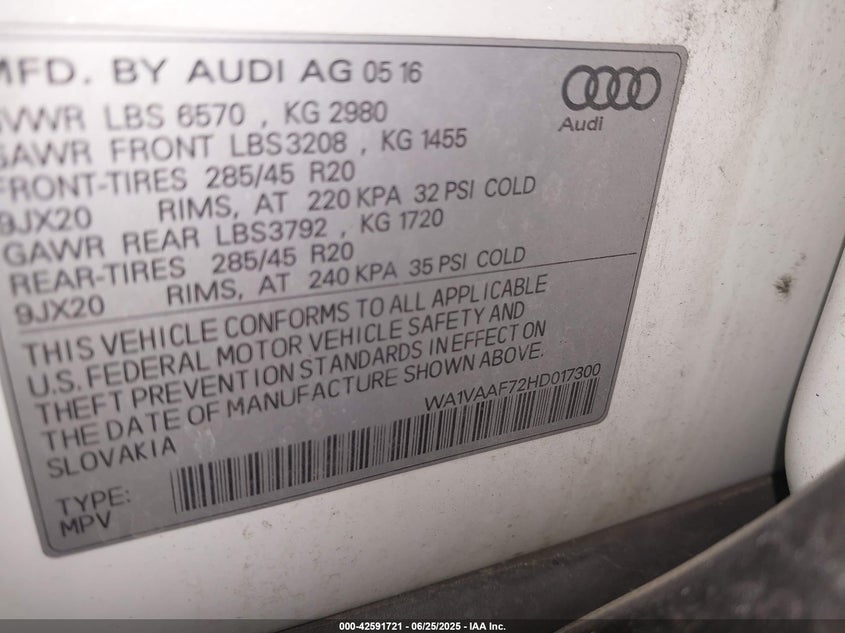 MFD. BY AUDI AG 05 16
GVWR LBS 6570 , KG 2980
GAWR FRONT LBS3208 , KG 1455
FRONT-TIRES 285/45 R20
9JX20 RIMS, AT 220 KPA 32 PSI COLD
GAWR REAR LBS3792 , KG 1720
REAR-TIRES 285/45 R20
9JX20 RIMS, AT 240 KPA 35 PSI COLD
THIS VEHICLE CONFORMS TO ALL APPLICABLE
U.S. FEDERAL MOTOR VEHICLE SAFETY AND
THEFT PREVENTION STANDARDS IN EFFECT ON
THE DATE OF MANUFACTURE SHOWN ABOVE.
SLOVAKIA
WA1VAAF72HD017300
TYPE:
MPV
Audi
000-42591721 - 06/25/2025 - IAA Inc.